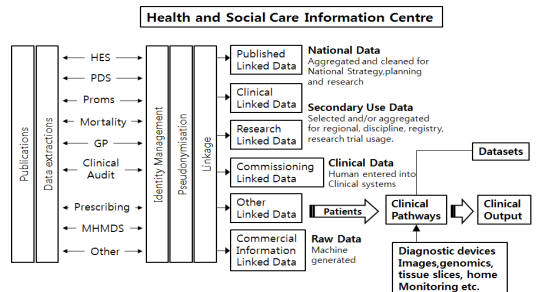 Health and Social Care Information Centre
Publications
Data extractions
HES
PDS
Proms
Mortality
GP
Clinical
Audit
Prescribing
MHMDS
Other
Identity Management
Pseudonymisation
Linkage
Published
Linked Data
Clinical
Linked Data
Research
Linked Data
Commissioning
Linked Data
Other
Linked Data
Commercial
Information
Linked Data
National Data
Aggregated and cleaned for
National Strategy,planning
and research
Secondary Use Data
Selected and/or aggregated
for regional, discipline, registry,
research trial usage.
Clinical Data
Human entered into
Clinical systems
Patients
Raw Data
Machine
generated
Datasets
Clinical
Pathways
Clinical
Output
Diagnostic devices
Images,genomics,
tissue slices, home
Monitoring etc.